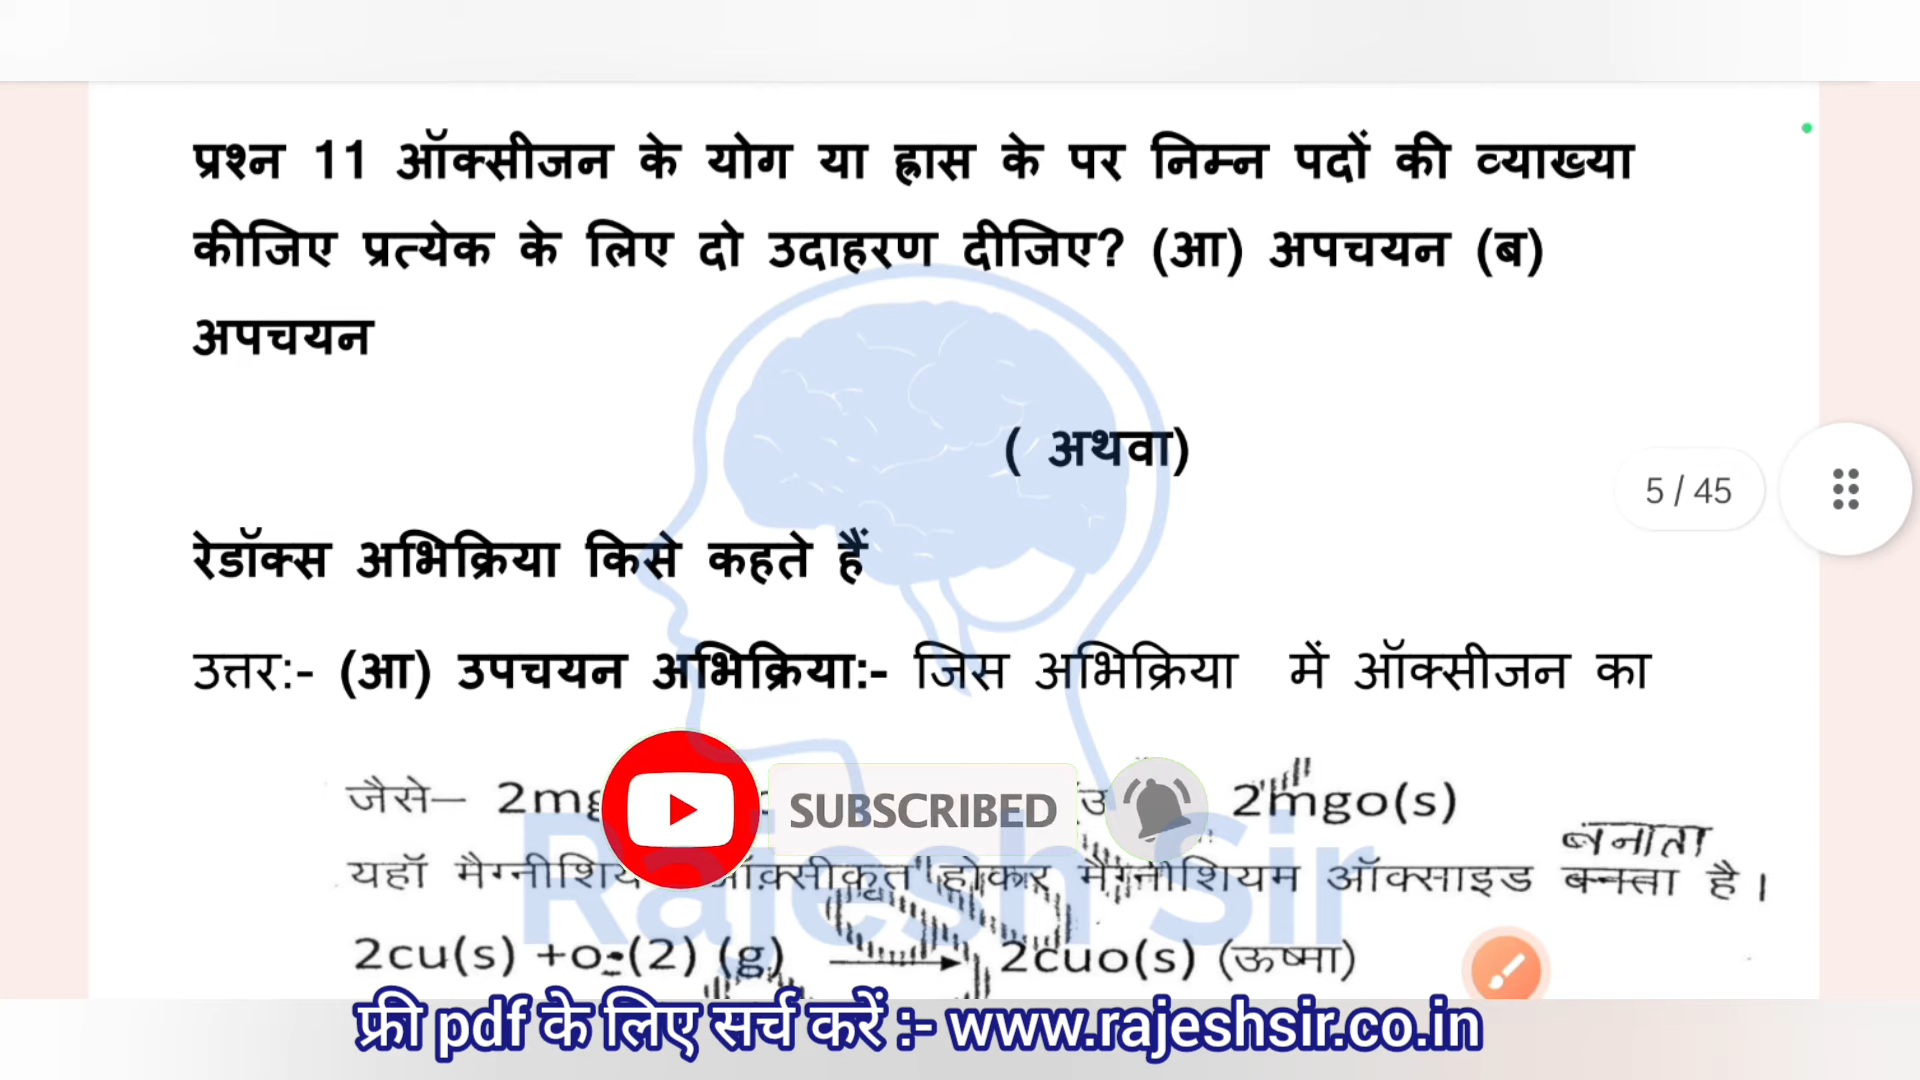 प्रश्न 11 ऑक्सीजन के योग या ह्रास के पर निम्न पदों की व्याख्या
कीजिए प्रत्येक के लिए दो उदाहरण दीजिए? (आ) अपचयन (ब)
अपचयन
( अथवा)
5 / 45
रेडॉक्स अभिक्रिया किसे कहते हैं
उत्तर:- (आ) उपचयन अभिक्रिया:- जिस अभिक्रिया में ऑक्सीजन का
जैसे— 2mg 2mgo(s)
SUBSCRIBED
बनाता
यहाँ ऑक्सीकृत होकर मैग्नीशियम ऑक्साइड बनता है।
Rajesh Sir
2cu(s) +o-(2) (g) 2cuo(s) (ऊष्मा)
फ्री pdf के लिए सर्च करें :- www.rajeshsir.co.in